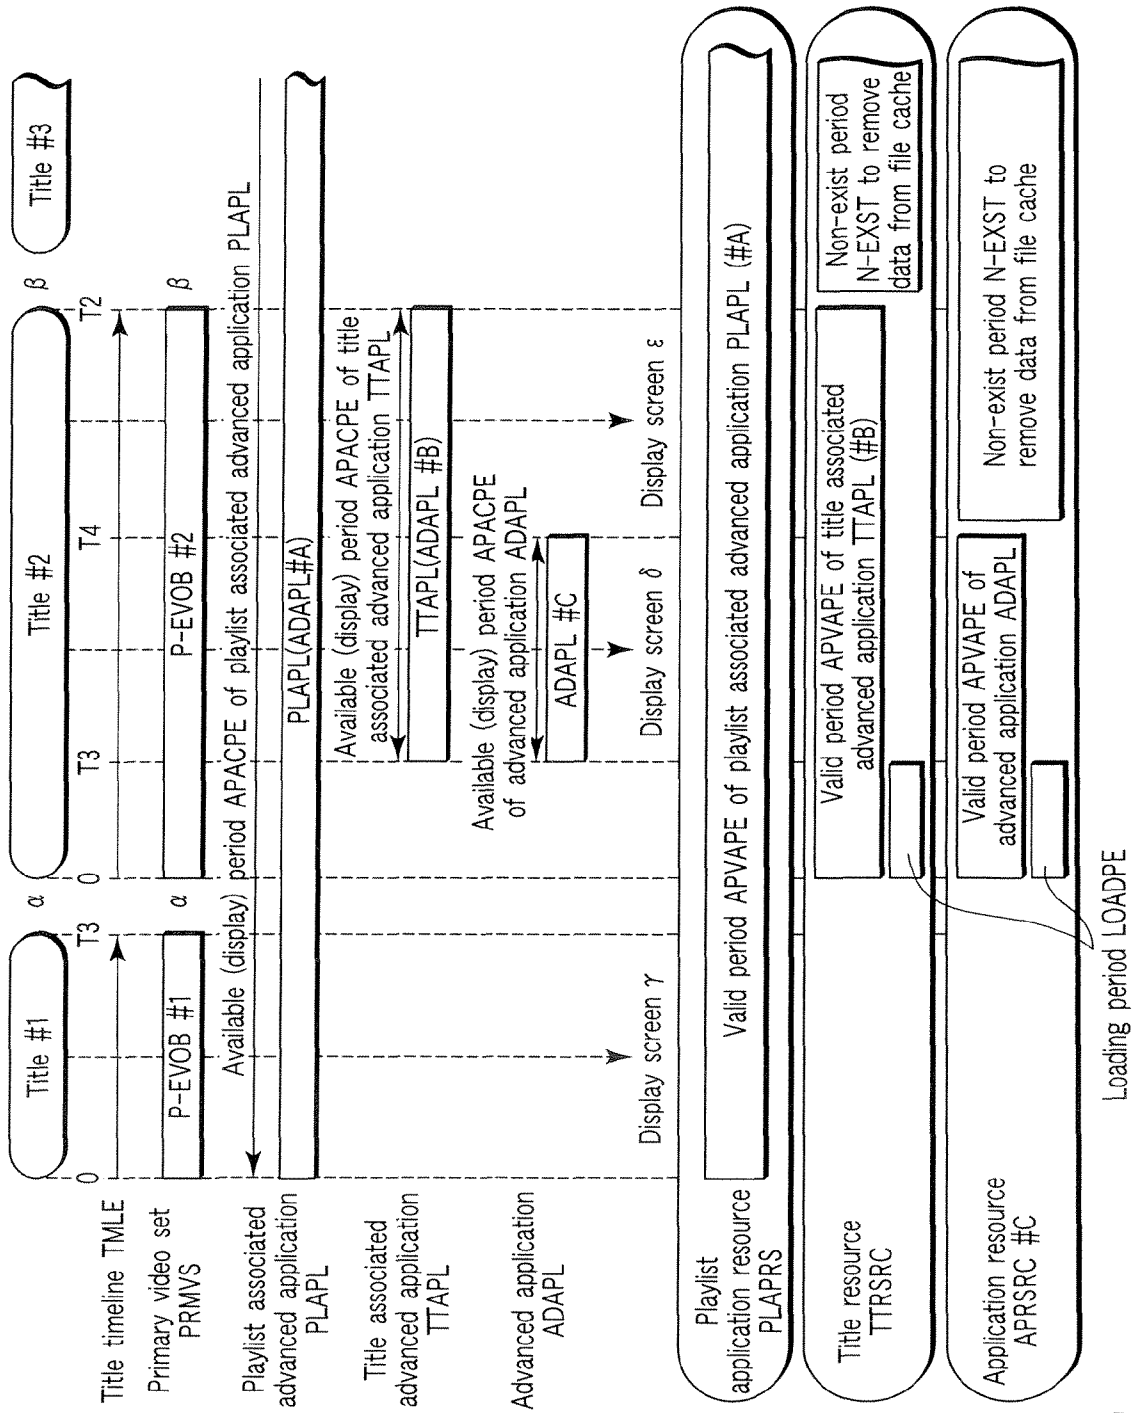 Title #1
Title #2
Title #3
α
β
Title timeline TMLE
0
T3
0
T3
T4
T2
Primary video set
PRMVS
P-EVOB #1
α
P-EVOB #2
β
Available (display) period APACPE of playlist associated advanced application PLAPL
Playlist associated
advanced application
PLAPL
PLAPL(ADAPL#A)
Available (display) period APACPE of title
associated advanced application TTAPL
Title associated
advanced application
TTAPL
TTAPL(ADAPL #B)
Available (display) period APACPE
of advanced application ADAPL
Advanced application
ADAPL
ADAPL #C
Display screen γ
Display screen δ
Display screen ε
Playlist
application resource
PLAPRS
Valid period APVAPE of playlist associated advanced application PLAPL (#A)
Title resource
TTRSRC
Valid period APVAPE of title associated
advanced application TTAPL (#B)
Non-exist period
N-EXST to remove
data from file cache
Application resource
APRSRC #C
Valid period APVAPE of
advanced application ADAPL
Non-exist period N-EXST to
remove data from file cache
Loading period LOADPE